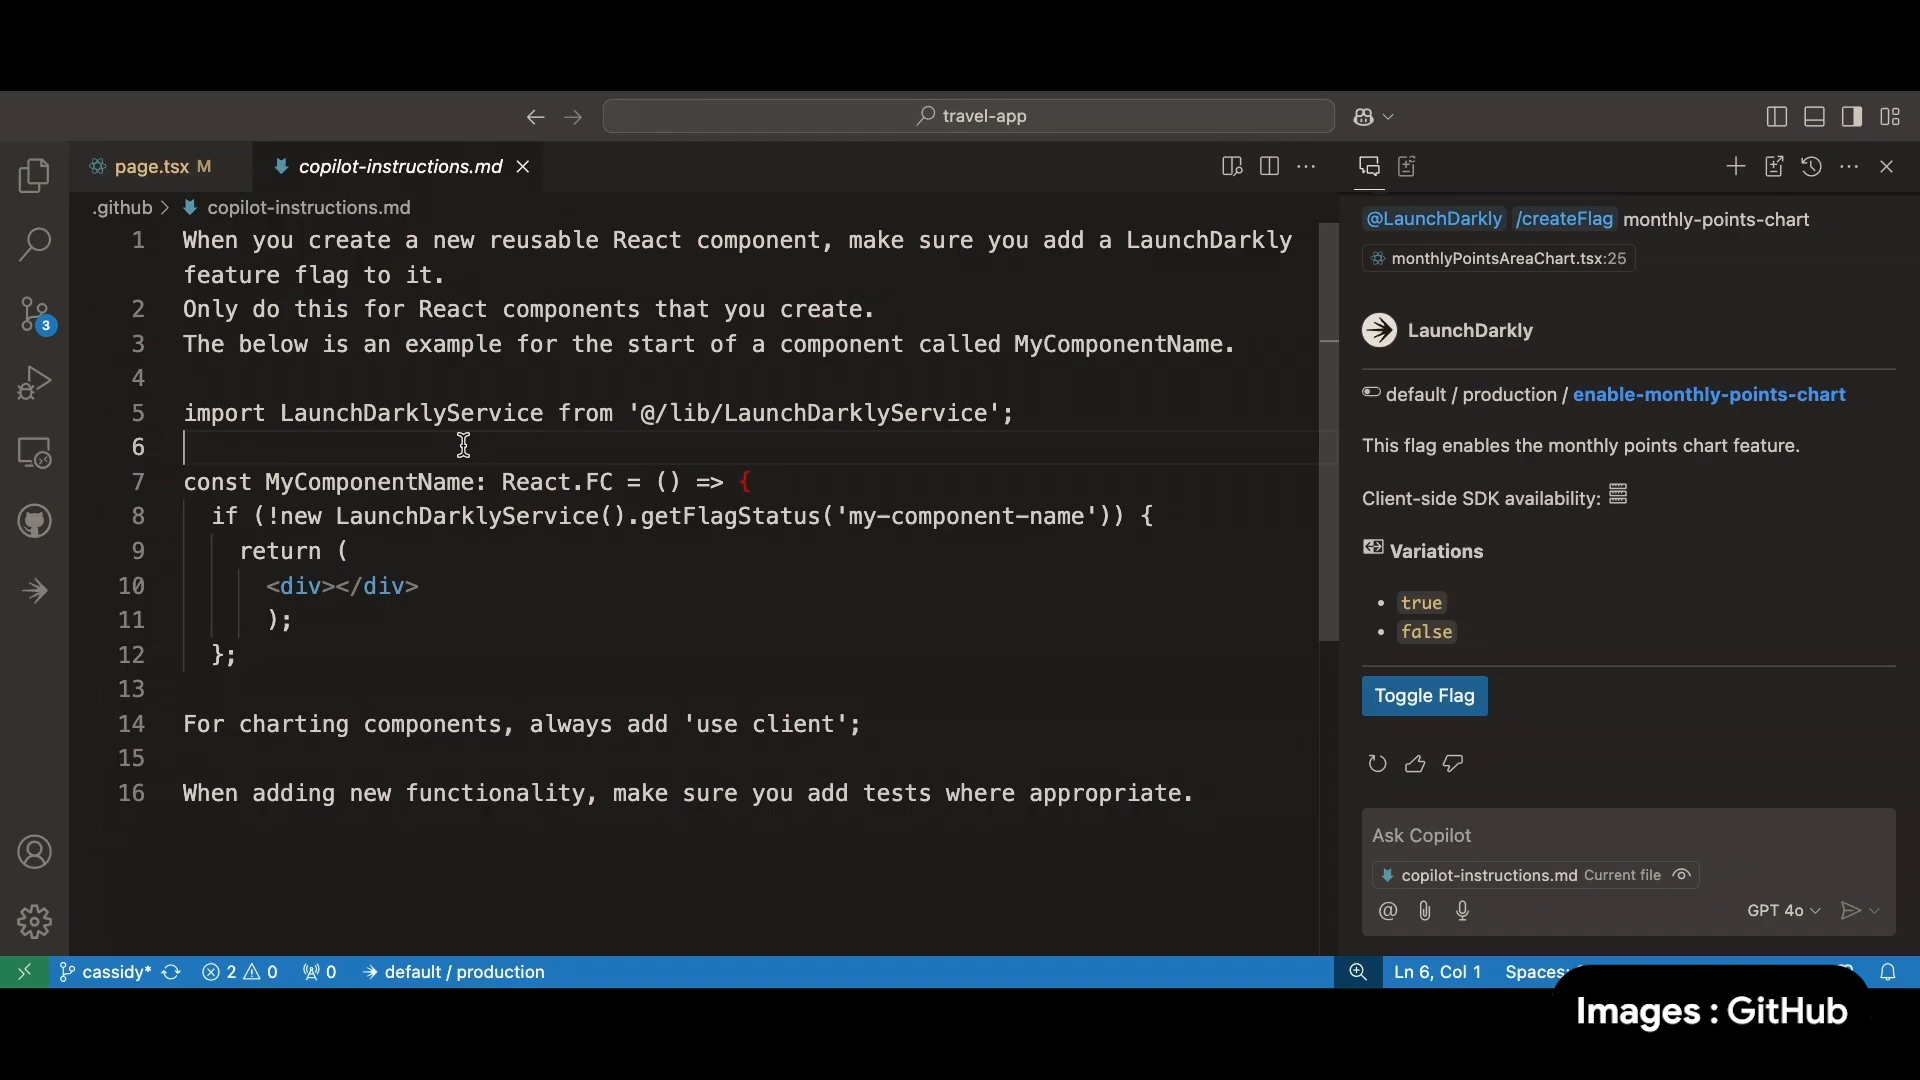 travel-app
page.tsx M
copilot-instructions.md
.github > copilot-instructions.md
1 When you create a new reusable React component, make sure you add a LaunchDarkly
feature flag to it.
2 Only do this for React components that you create.
3 The below is an example for the start of a component called MyComponentName.
4
5 import LaunchDarklyService from '@/lib/LaunchDarklyService';
6
7 const MyComponentName: React.FC = () => {
8 if (!new LaunchDarklyService().getFlagStatus('my-component-name')) {
9 return (
10 <div></div>
11 );
12 };
13
14 For charting components, always add 'use client';
15
16 When adding new functionality, make sure you add tests where appropriate.
3
@LaunchDarkly /createFlag monthly-points-chart
monthlyPointsAreaChart.tsx:25
LaunchDarkly
default / production / enable-monthly-points-chart
This flag enables the monthly points chart feature.
Client-side SDK availability:
Variations
• true
• false
Toggle Flag
Ask Copilot
copilot-instructions.md Current file
GPT 4o
cassidy* 2 0 0 default / production
Ln 6, Col 1 Spaces:
Images : GitHub